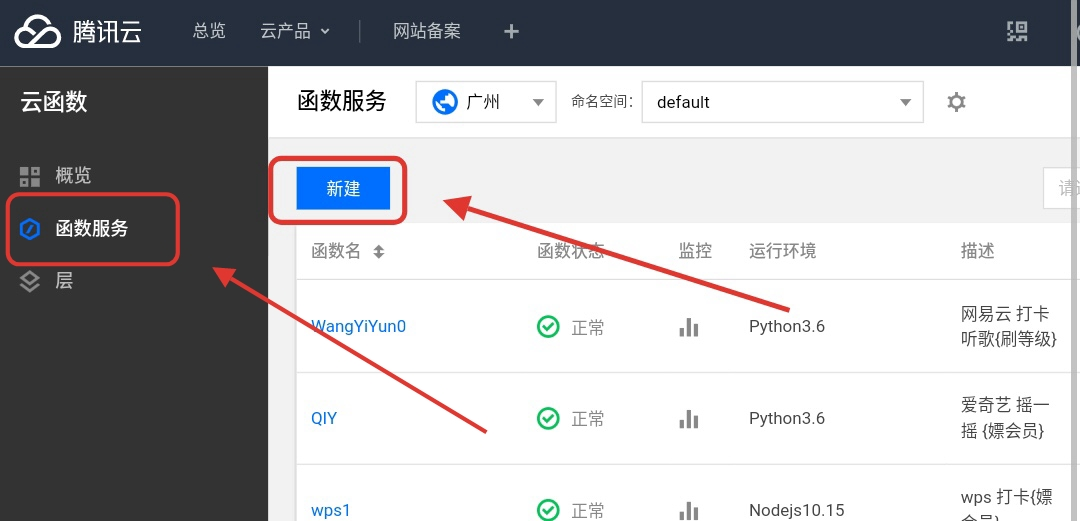 腾讯云 总览 云产品 网站备案
云函数
概览
函数服务
层
函数服务 广州 命名空间: default
新建
函数名 函数状态 监控 运行环境 描述
WangYiYun0 正常 Python3.6 网易云 打卡
听歌{刷等级}
QIY 正常 Python3.6 爱奇艺 摇一
摇 {嫖会员}
wps1 正常 Nodejs10.15 wps 打卡{嫖